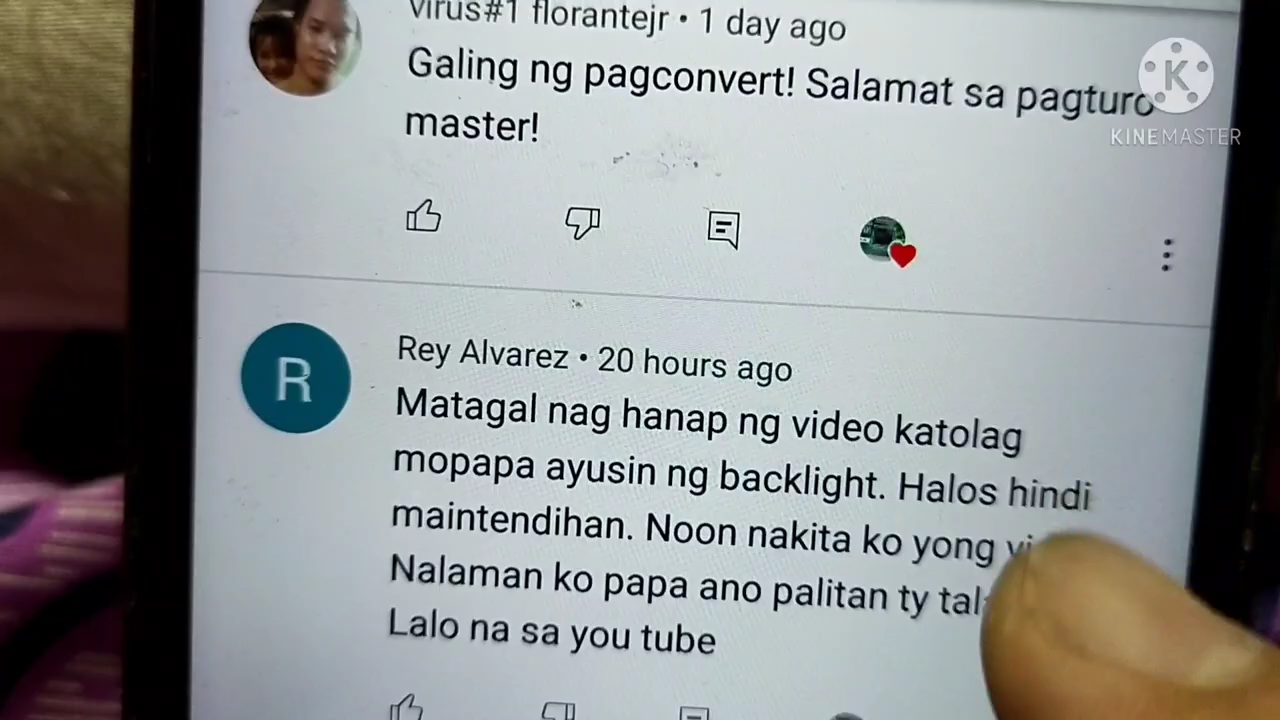 virus#1 florantejr • 1 day ago
Galing ng pagconvert! Salamat sa pagturo
master!
KINEMASTER
Rey Alvarez • 20 hours ago
R
Matagal nag hanap ng video katolag
mopapa ayusin ng backlight. Halos hindi
maintendihan. Noon nakita ko yong
Nalaman ko papa ano palitan ty
Lalo na sa you tube